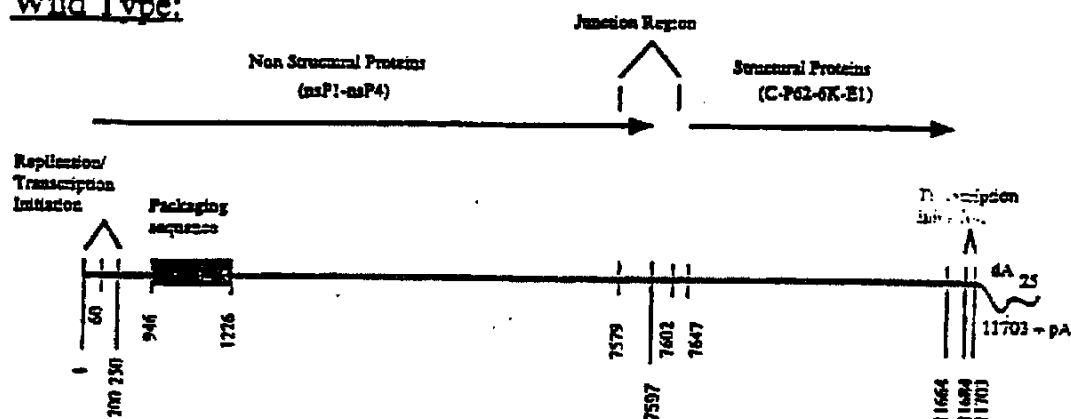 Wild Type:
Junction Region
Non Structural Proteins
(nsP1-nsP4)
Structural Proteins
(C-P62-6K-E1)
Replication/
Transcription
Initiation
Packaging
sequence
Transcription
dA 25
11703 + pA
1
60
200 250
946
1226
7579
7597
7602
7647
11664
11684
11703